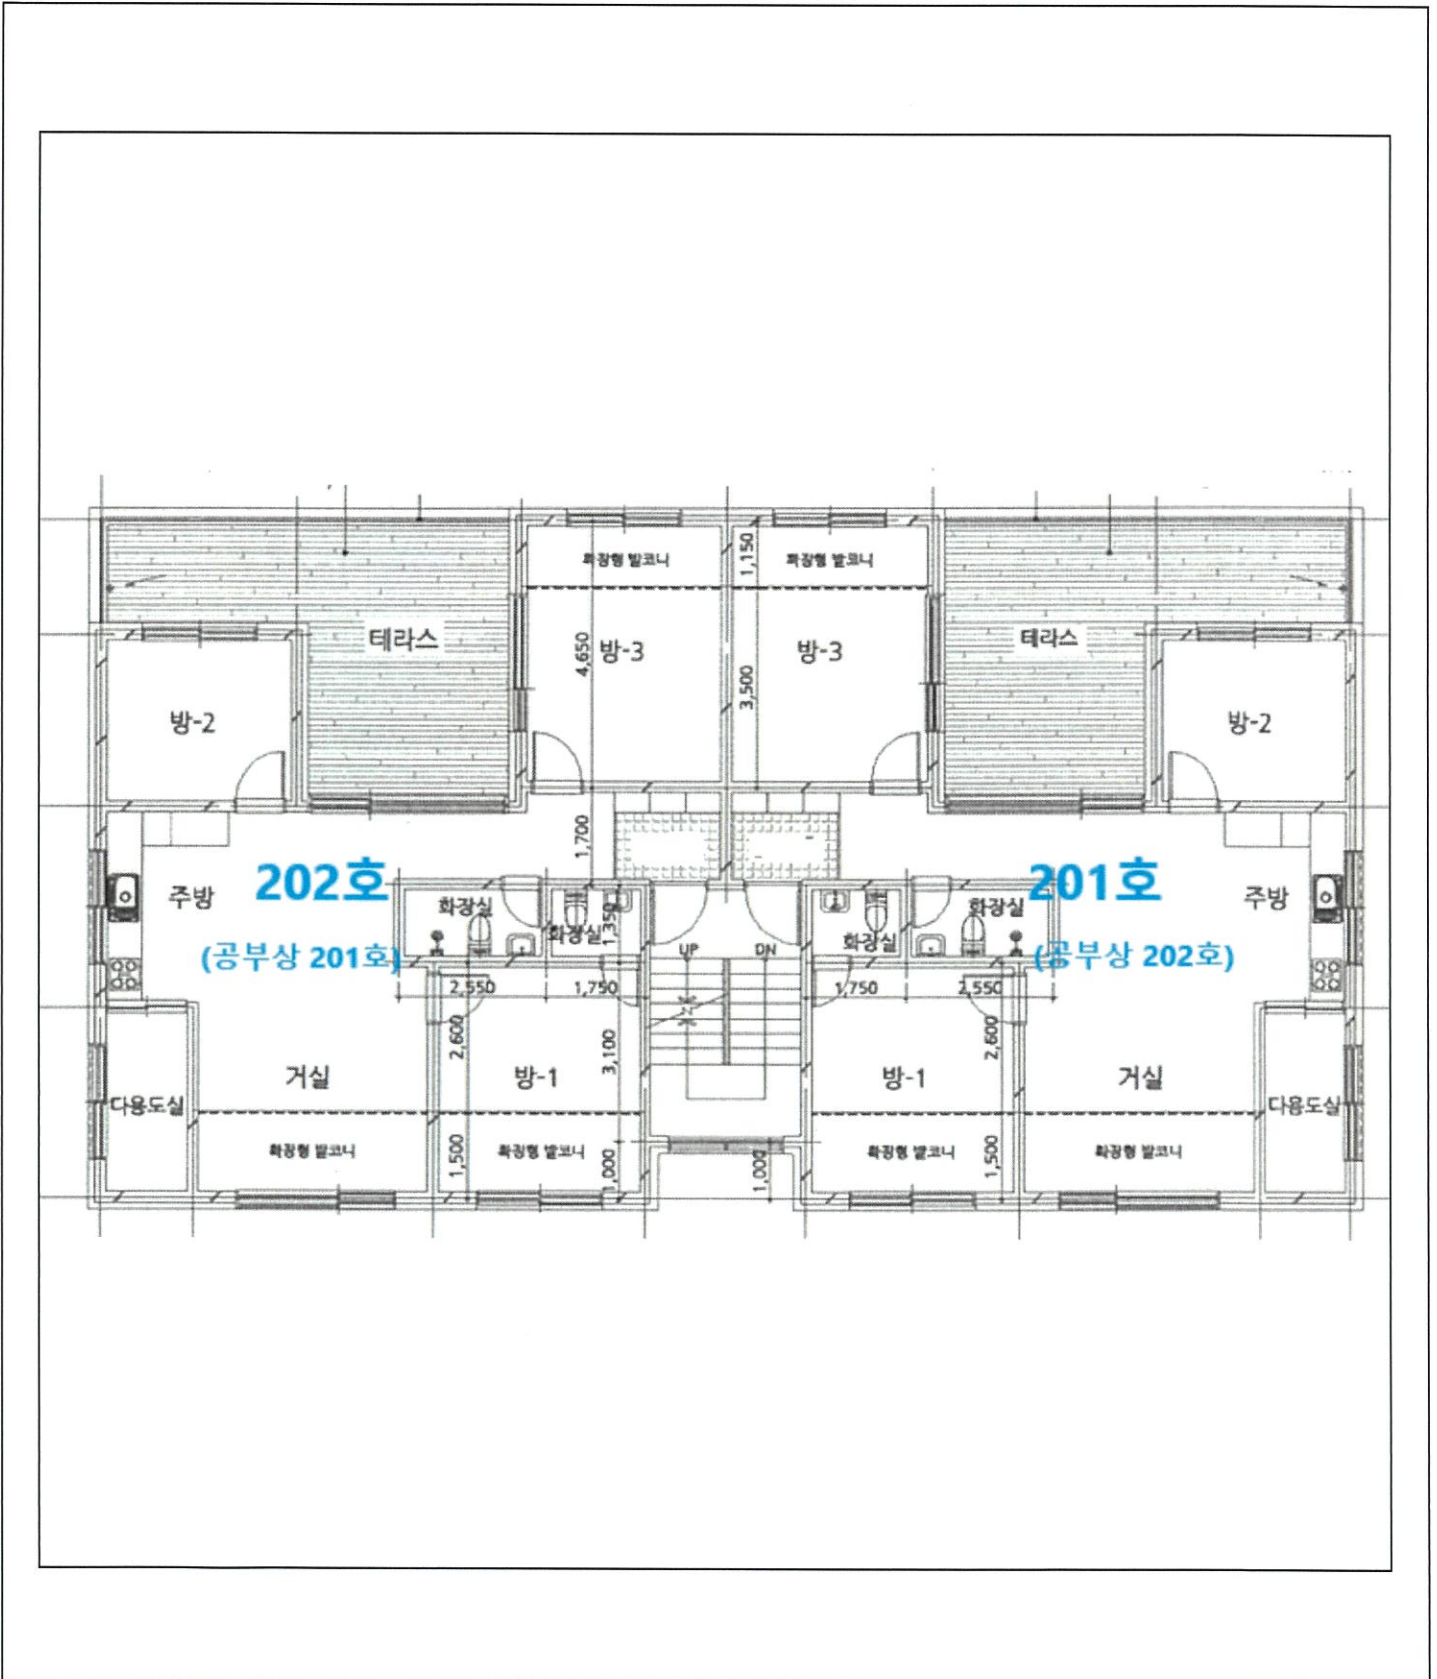 확장형 발코니
1,150
확장형 발코니
테라스
4,650
방-3
방-3
테라스
3,500
방-2
방-2
1,700
202호
201호
주방
주방
화장실
화장실
1,350
화장실
화장실
(공부상 201호)
(공부상 202호)
UP
DN
2,550
1,750
1,750
2,550
2,600
3,100
2,600
거실
방-1
방-1
거실
다용도실
다용도실
확장형 발코니
1,500
확장형 발코니
1,000
1,000
확장형 발코니
1,500
확장형 발코니